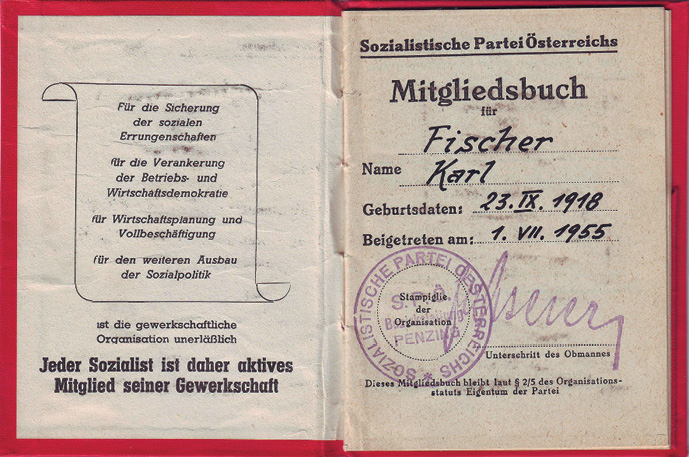 Für die Sicherung
der sozialen
Errungenschaften
für die Verankerung
der Betriebs- und
Wirtschaftsdemokratie
für Wirtschaftsplanung und
Vollbeschäftigung
für den weiteren Ausbau
der Sozialpolitik
ist die gewerkschaftliche
Organisation unerläßlich
Jeder Sozialist ist daher aktives
Mitglied seiner Gewerkschaft
Sozialistische Partei Österreichs
Mitgliedsbuch
für
Fischer
Name Karl
Geburtsdaten: 23. IX. 1918
Beigetreten am: 1. VII. 1955
SOZIALISTISCHE PARTEI OESTERREICHS
S.P.Ö.
PENZING
Stampiglie
der
Organisation
Unterschrift des Obmannes
Dieses Mitgliedsbuch bleibt laut § 2/5 des Organisations-
statuts Eigentum der Partei